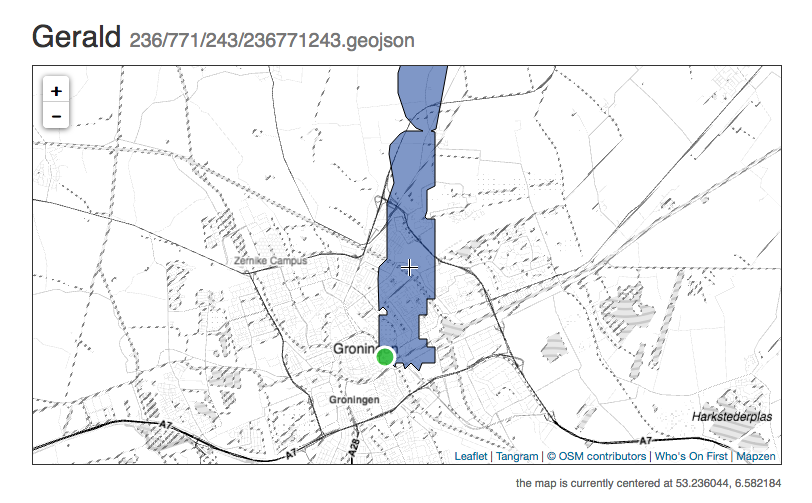 Gerald 236/771/243/236771243.geojson
+
−
Zernike Campus
Groningen
Groningen
Harkstederplas
A7
A7
A7
A28
Leaflet | Tangram | © OSM contributors | Who's On First | Mapzen
the map is currently centered at 53.236044, 6.582184